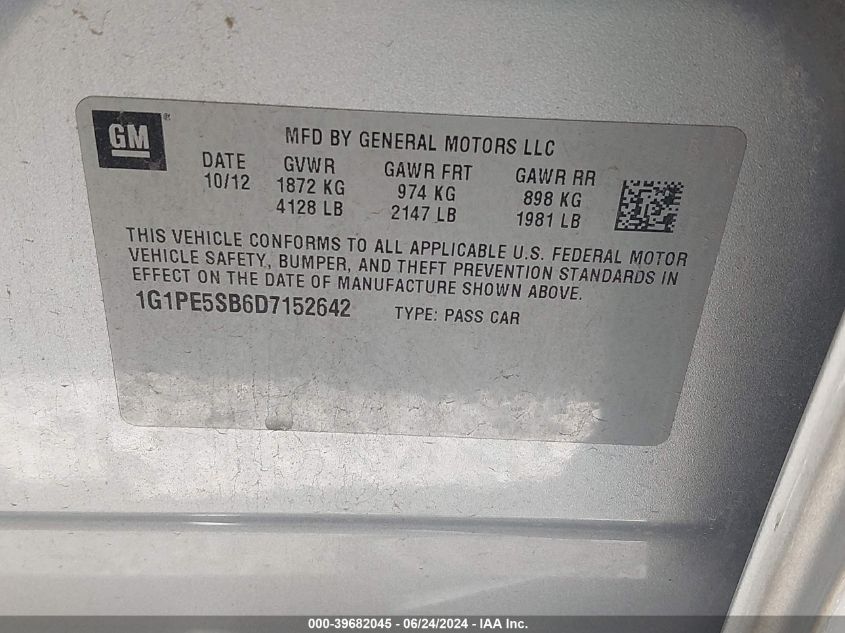 GM®
MFD BY GENERAL MOTORS LLC
DATE GVWR GAWR FRT GAWR RR
10/12 1872 KG 974 KG 898 KG
4128 LB 2147 LB 1981 LB
THIS VEHICLE CONFORMS TO ALL APPLICABLE U.S. FEDERAL MOTOR
VEHICLE SAFETY, BUMPER, AND THEFT PREVENTION STANDARDS IN
EFFECT ON THE DATE OF MANUFACTURE SHOWN ABOVE.
1G1PE5SB6D7152642 TYPE: PASS CAR
000-39682045 - 06/24/2024 - IAA Inc.